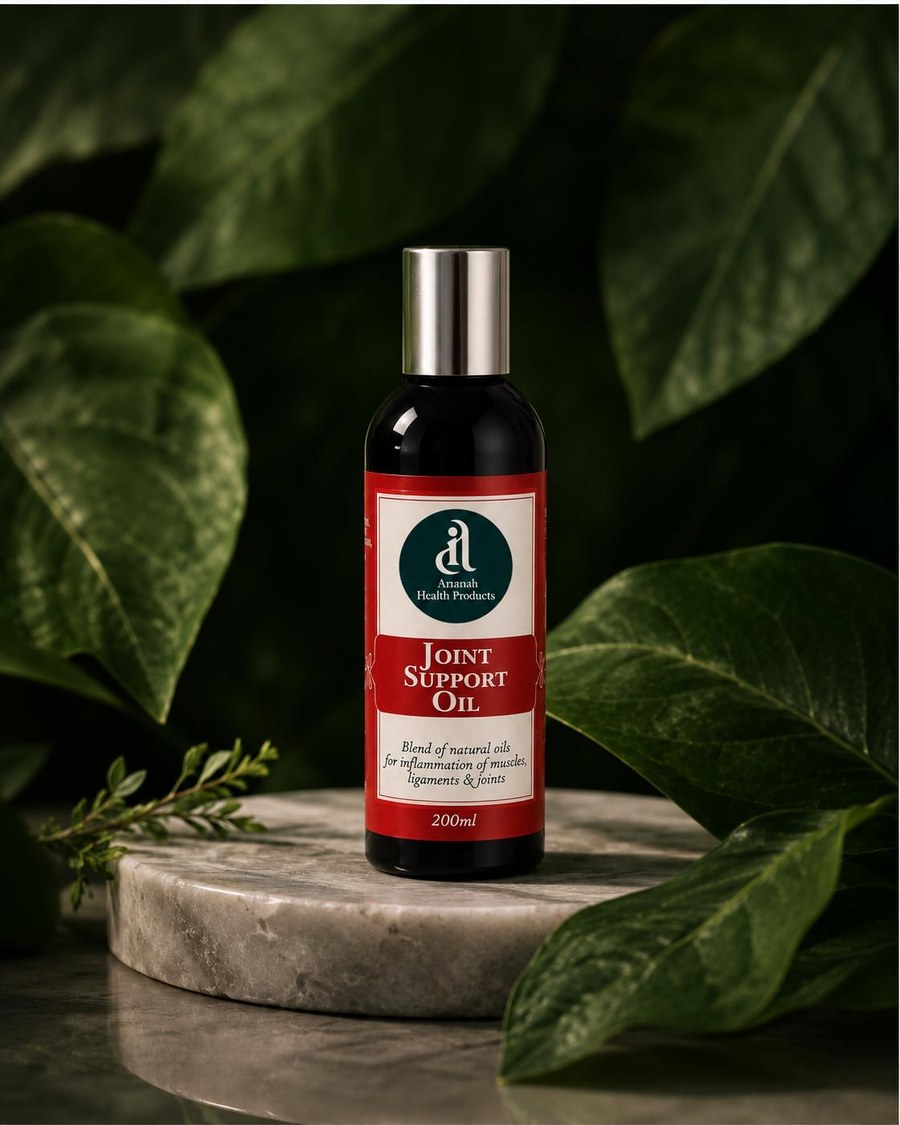 Ananah
Health Products
JOINT
SUPPORT
OIL
Blend of natural oils
for inflammation of muscles,
ligaments & joints
200ml